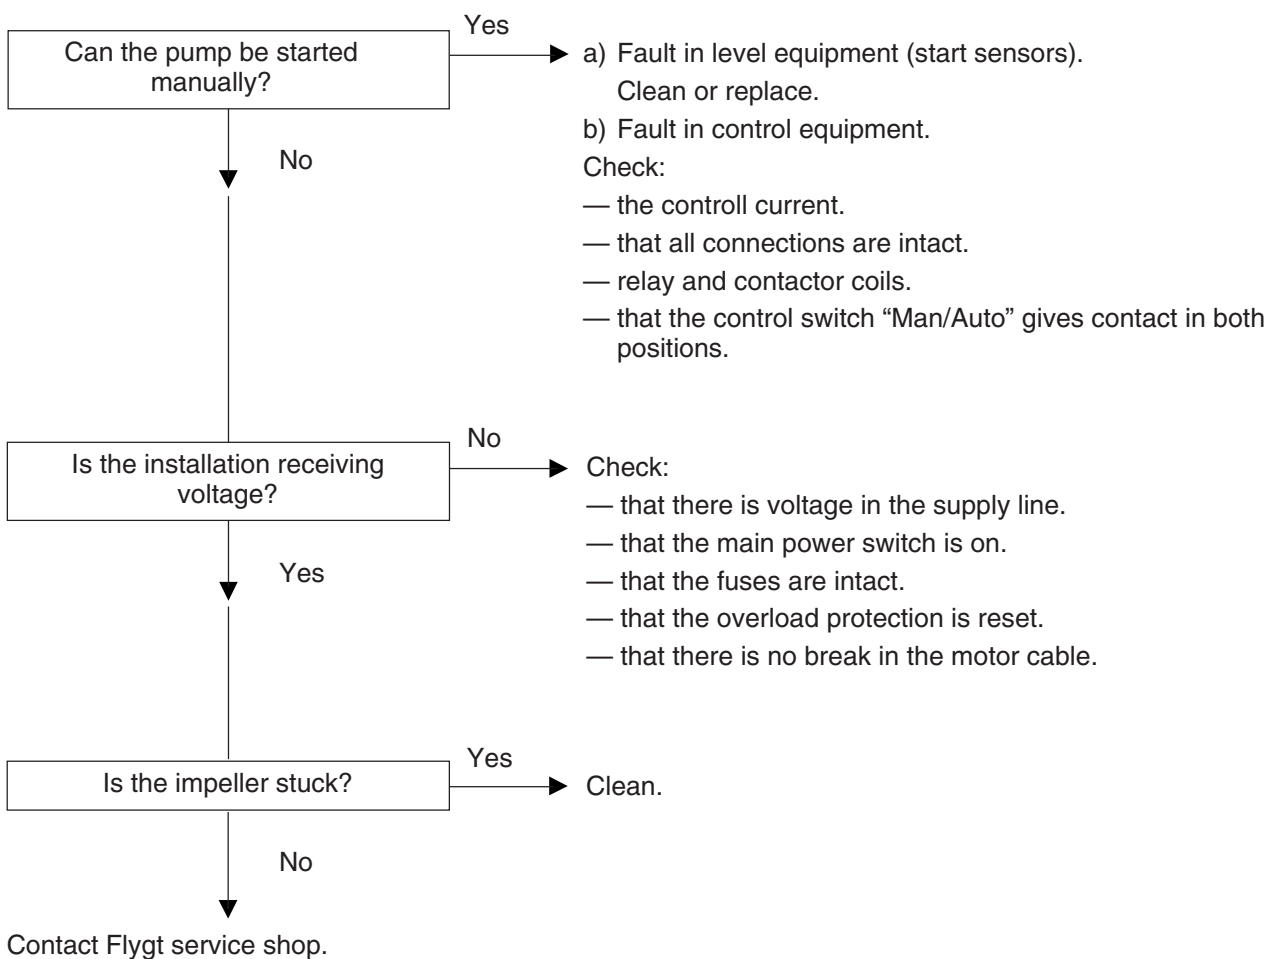 Can the pump be started
manually?
Yes
a) Fault in level equipment (start sensors).
Clean or replace.
b) Fault in control equipment.
Check:
— the controll current.
— that all connections are intact.
— relay and contactor coils.
— that the control switch “Man/Auto” gives contact in both
positions.
No
Is the installation receiving
voltage?
No
Check:
— that there is voltage in the supply line.
— that the main power switch is on.
— that the fuses are intact.
— that the overload protection is reset.
— that there is no break in the motor cable.
Yes
Is the impeller stuck?
Yes
Clean.
No
Contact Flygt service shop.